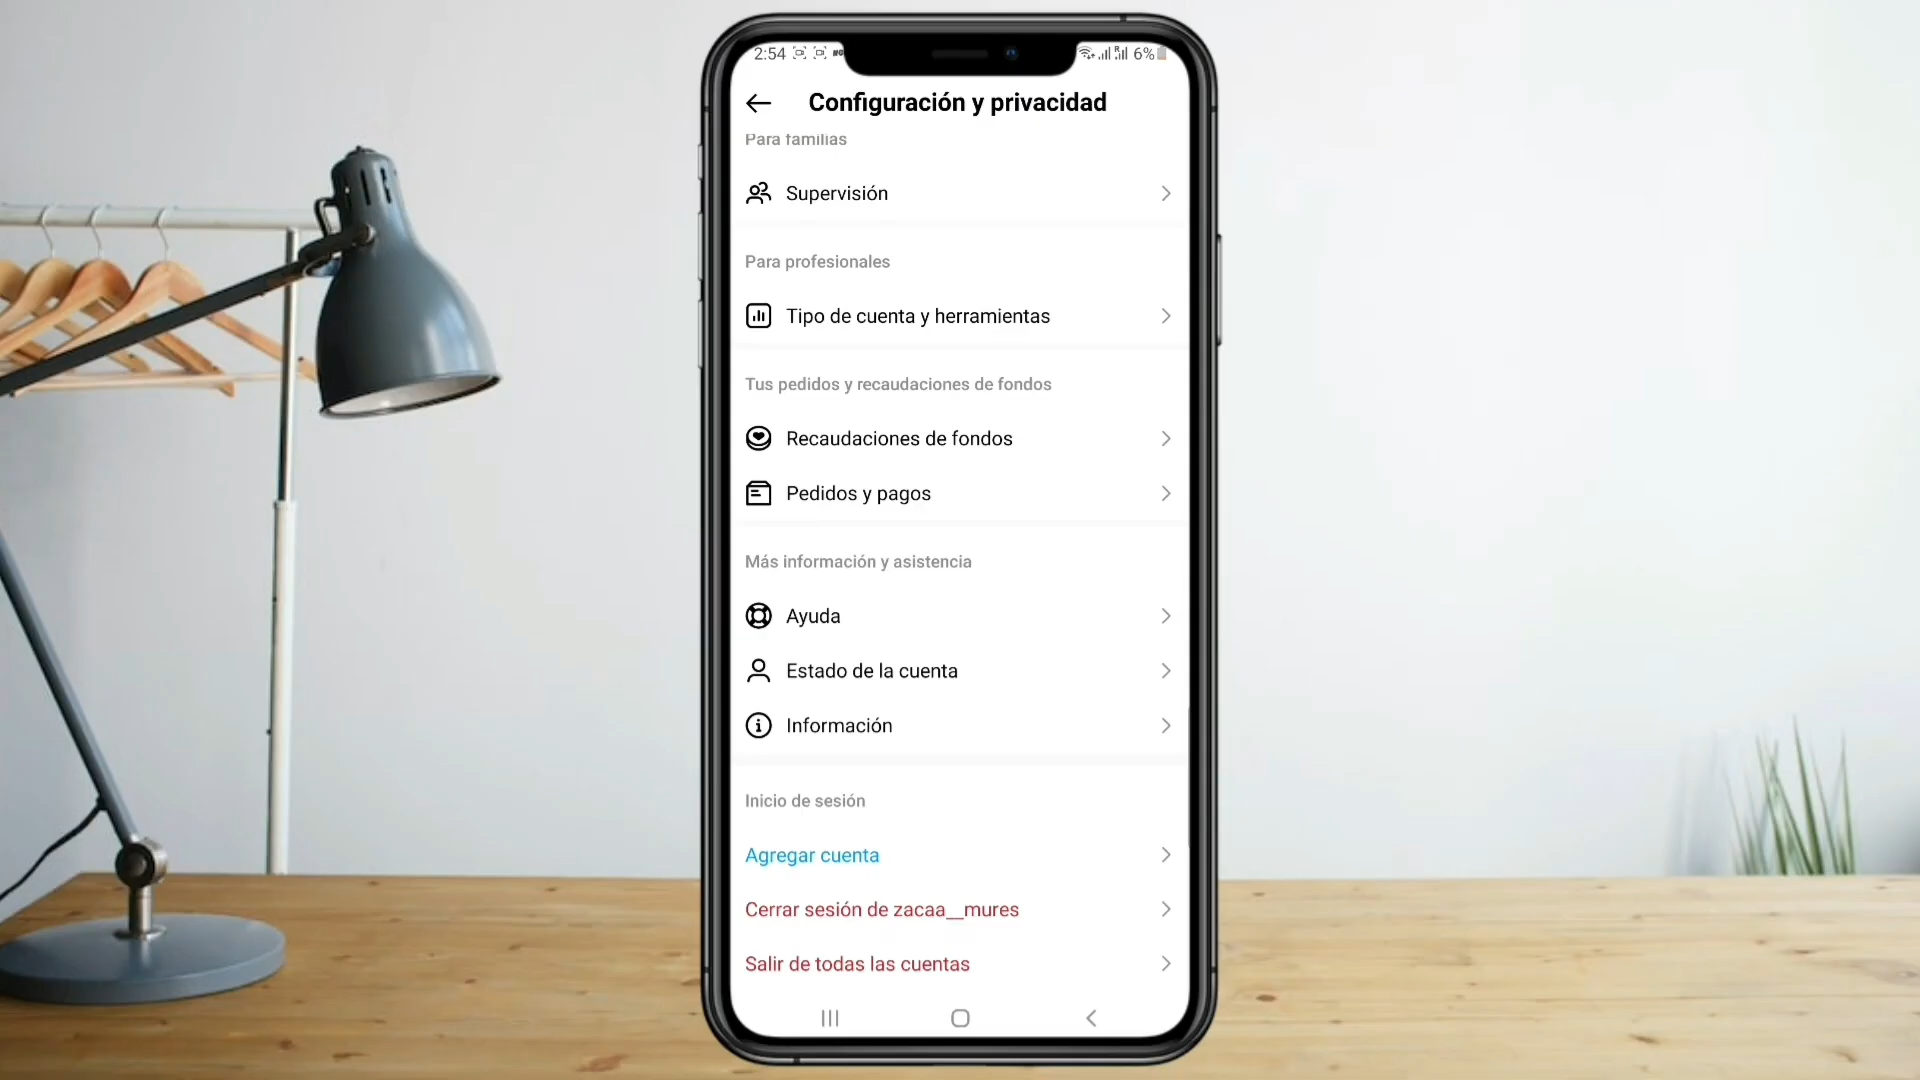 2:54
6%
Configuración y privacidad
Para familias
Supervisión
Para profesionales
Tipo de cuenta y herramientas
Tus pedidos y recaudaciones de fondos
Recaudaciones de fondos
Pedidos y pagos
Más información y asistencia
Ayuda
Estado de la cuenta
Información
Inicio de sesión
Agregar cuenta
Cerrar sesión de zacaa__mures
Salir de todas las cuentas